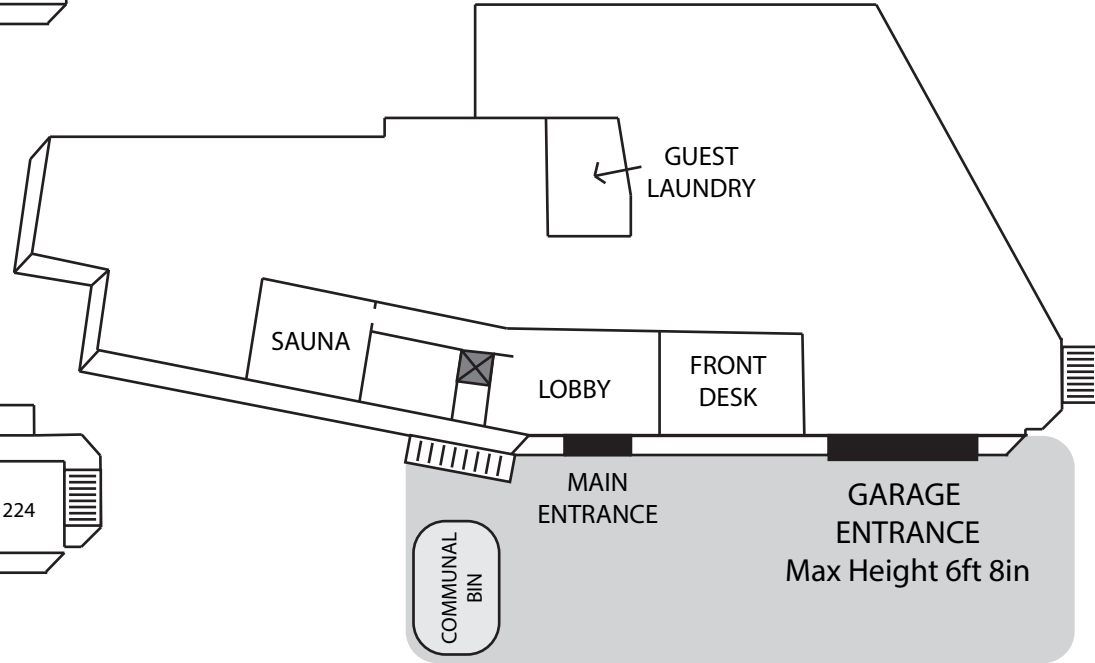 GUEST
LAUNDRY
SAUNA
LOBBY
FRONT
DESK
224
MAIN
ENTRANCE
GARAGE
ENTRANCE
Max Height 6ft 8in
COMMUNAL
BIN